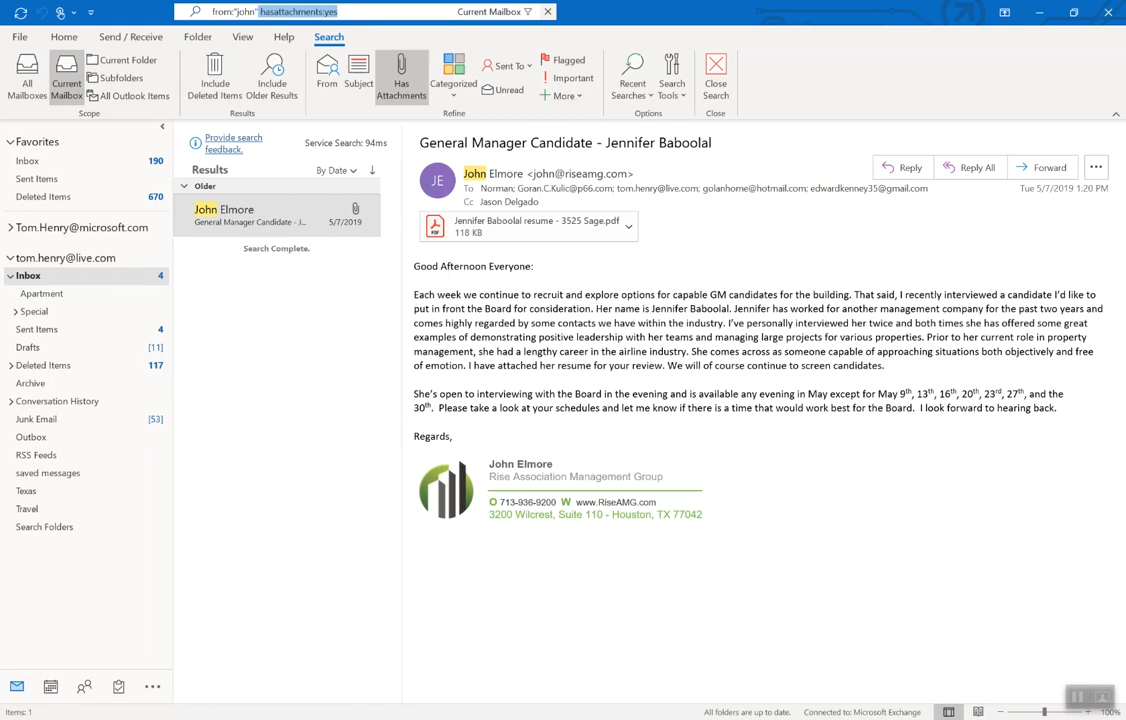 from:"john" hasattachments:yes
Current Mailbox
File Home Send / Receive Folder View Help Search
All Mailboxes
Current Mailbox
Current Folder
Subfolders
All Outlook Items
Scope
Include Deleted Items
Include Older Results
Results
From
Subject
Has Attachments
Categorized
Sent To
Unread
Flagged
Important
More
Refine
Recent Searches
Search Tools
Options
Close Search
Close
Favorites
Inbox 190
Sent Items
Deleted Items 670
Tom.Henry@microsoft.com
tom.henry@live.com
Inbox 4
Apartment
Special
Sent Items 4
Drafts [11]
Deleted Items 117
Archive
Conversation History
Junk Email [53]
Outbox
RSS Feeds
saved messages
Texas
Travel
Search Folders
Provide search feedback.
Service Search: 94ms
Results
By Date
Older
John Elmore
General Manager Candidate - J... 5/7/2019
Search Complete.
General Manager Candidate - Jennifer Baboolal
JE
John Elmore <john@riseamg.com>
To Norman; Goran.C.Kulic@p66.com; tom.henry@live.com; golanhome@hotmail.com; edwardkenney35@gmail.com
Cc Jason Delgado
Reply
Reply All
Forward
Tue 5/7/2019 1:20 PM
PDF
Jennifer Baboolal resume - 3525 Sage.pdf
118 KB
Good Afternoon Everyone:
Each week we continue to recruit and explore options for capable GM candidates for the building. That said, I recently interviewed a candidate I'd like to
put in front the Board for consideration. Her name is Jennifer Baboolal. Jennifer has worked for another management company for the past two years and
comes highly regarded by some contacts we have within the industry. I've personally interviewed her twice and both times she has offered some great
examples of demonstrating positive leadership with her teams and managing large projects for various properties. Prior to her current role in property
management, she had a lengthy career in the airline industry. She comes across as someone capable of approaching situations both objectively and free
of emotion. I have attached her resume for your review. We will of course continue to screen candidates.
She's open to interviewing with the Board in the evening and is available any evening in May except for May 9th, 13th, 16th, 20th, 23rd, 27th, and the
30th. Please take a look at your schedules and let me know if there is a time that would work best for the Board. I look forward to hearing back.
Regards,
John Elmore
Rise Association Management Group
O 713-936-9200 W www.RiseAMG.com
3200 Wilcrest, Suite 110 - Houston, TX 77042
Items: 1
All folders are up to date.
Connected to: Microsoft Exchange
100%